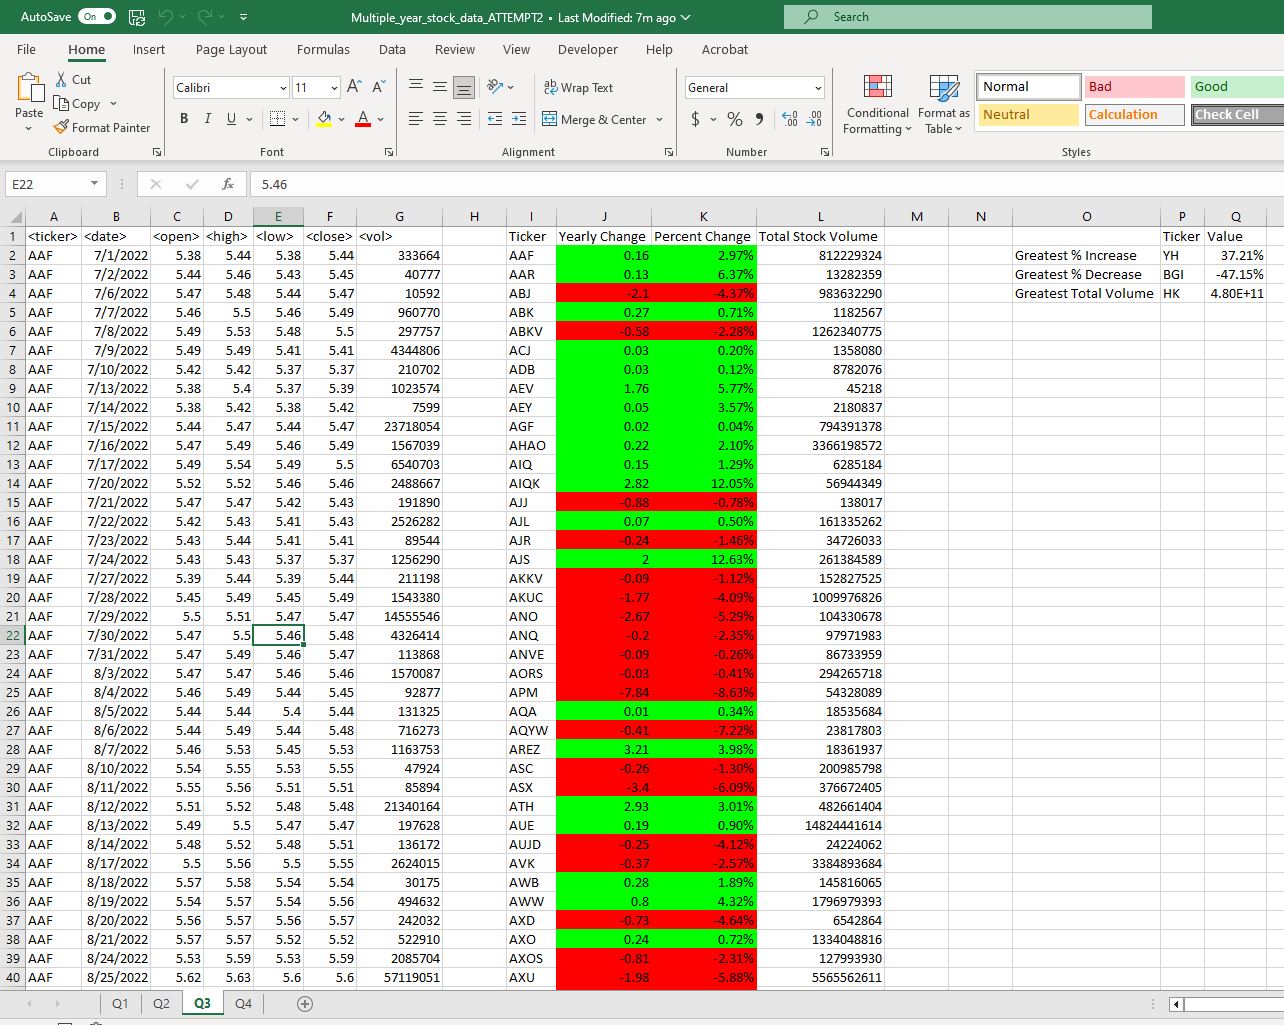 AutoSave On Multiple_year_stock_data_ATTEMPT2 • Last Modified: 7m ago Search
File Home Insert Page Layout Formulas Data Review View Developer Help Acrobat
Paste Cut Copy Format Painter Clipboard
Calibri 11 B I U A A A Font
ab Wrap Text Merge & Center Alignment
General $ % 9 Number
Conditional Formatting Format as Table Normal Bad Good Neutral Calculation Check Cell Styles
E22 fx 5.46
A B C D E F G H I J K L M N O P Q
1 <ticker> <date> <open> <high> <low> <close> <vol> Ticker Yearly Change Percent Change Total Stock Volume Ticker Value
2 AAF 7/1/2022 5.38 5.44 5.38 5.44 333664 AAF 0.16 2.97% 812229324 Greatest % Increase YH 37.21%
3 AAF 7/2/2022 5.44 5.46 5.43 5.45 40777 AAR 0.13 6.37% 13282359 Greatest % Decrease BGI -47.15%
4 AAF 7/6/2022 5.47 5.48 5.44 5.47 10592 ABJ -2.1 -4.37% 983632290 Greatest Total Volume HK 4.80E+11
5 AAF 7/7/2022 5.46 5.5 5.46 5.49 960770 ABK 0.27 0.71% 1182567
6 AAF 7/8/2022 5.49 5.53 5.48 5.5 297757 ABKV -0.58 -2.28% 1262340775
7 AAF 7/9/2022 5.49 5.49 5.41 5.41 4344806 ACJ 0.03 0.20% 1358080
8 AAF 7/10/2022 5.42 5.42 5.37 5.37 210702 ADB 0.03 0.12% 8782076
9 AAF 7/13/2022 5.38 5.4 5.37 5.39 1023574 AEV 1.76 5.77% 45218
10 AAF 7/14/2022 5.38 5.42 5.38 5.42 7599 AEY 0.05 3.57% 2180837
11 AAF 7/15/2022 5.44 5.47 5.44 5.47 23718054 AGF 0.02 0.04% 794391378
12 AAF 7/16/2022 5.47 5.49 5.46 5.49 1567039 AHAO 0.22 2.10% 3366198572
13 AAF 7/17/2022 5.49 5.54 5.49 5.5 6540703 AIQ 0.15 1.29% 6285184
14 AAF 7/20/2022 5.52 5.52 5.46 5.46 2488667 AIQK 2.82 12.05% 56944349
15 AAF 7/21/2022 5.47 5.47 5.42 5.43 191890 AJJ -0.88 -0.78% 138017
16 AAF 7/22/2022 5.42 5.43 5.41 5.43 2526282 AJL 0.07 0.50% 161335262
17 AAF 7/23/2022 5.43 5.44 5.41 5.41 89544 AJR -0.24 -1.46% 34726033
18 AAF 7/24/2022 5.43 5.43 5.37 5.37 1256290 AJS 2 12.63% 261384589
19 AAF 7/27/2022 5.39 5.44 5.39 5.44 211198 AKKV -0.09 -1.12% 152827525
20 AAF 7/28/2022 5.45 5.49 5.45 5.49 1543380 AKUC -1.77 -4.09% 1009976826
21 AAF 7/29/2022 5.5 5.51 5.47 5.47 14555546 ANO -2.67 -5.29% 104330678
22 AAF 7/30/2022 5.47 5.5 5.46 5.48 4326414 ANQ -0.2 -2.35% 97971983
23 AAF 7/31/2022 5.47 5.49 5.46 5.47 113868 ANVE -0.09 -0.26% 86733959
24 AAF 8/3/2022 5.47 5.47 5.46 5.46 1570087 AORS -0.03 -0.41% 294265718
25 AAF 8/4/2022 5.46 5.49 5.44 5.45 92877 APM -7.84 -8.63% 54328089
26 AAF 8/5/2022 5.44 5.44 5.4 5.44 131325 AQA 0.01 0.34% 18535684
27 AAF 8/6/2022 5.44 5.49 5.44 5.48 716273 AQYW -0.41 -7.22% 23817803
28 AAF 8/7/2022 5.46 5.53 5.45 5.53 1163753 AREZ 3.21 3.98% 18361937
29 AAF 8/10/2022 5.54 5.55 5.53 5.55 47924 ASC -0.26 -1.30% 200985798
30 AAF 8/11/2022 5.55 5.56 5.51 5.51 85894 ASX -3.4 -6.09% 376672405
31 AAF 8/12/2022 5.51 5.52 5.48 5.48 21340164 ATH 2.93 3.01% 482661404
32 AAF 8/13/2022 5.49 5.5 5.47 5.47 197628 AUE 0.19 0.90% 14824441614
33 AAF 8/14/2022 5.48 5.52 5.48 5.51 136172 AUJD -0.25 -4.12% 24224062
34 AAF 8/17/2022 5.5 5.56 5.5 5.55 2624015 AVK -0.37 -2.57% 3384893684
35 AAF 8/18/2022 5.57 5.58 5.54 5.54 30175 AWB 0.28 1.89% 145816065
36 AAF 8/19/2022 5.54 5.57 5.54 5.56 494632 AWW 0.8 4.32% 1796979393
37 AAF 8/20/2022 5.56 5.57 5.56 5.57 242032 AXD -0.73 -4.64% 6542864
38 AAF 8/21/2022 5.57 5.57 5.52 5.52 522910 AXO 0.24 0.72% 1334048816
39 AAF 8/24/2022 5.53 5.59 5.53 5.59 2085704 AXOS -0.81 -2.31% 127993930
40 AAF 8/25/2022 5.62 5.63 5.6 5.6 57119051 AXU -1.98 -5.88% 5565562611
Q1 Q2 Q3 Q4